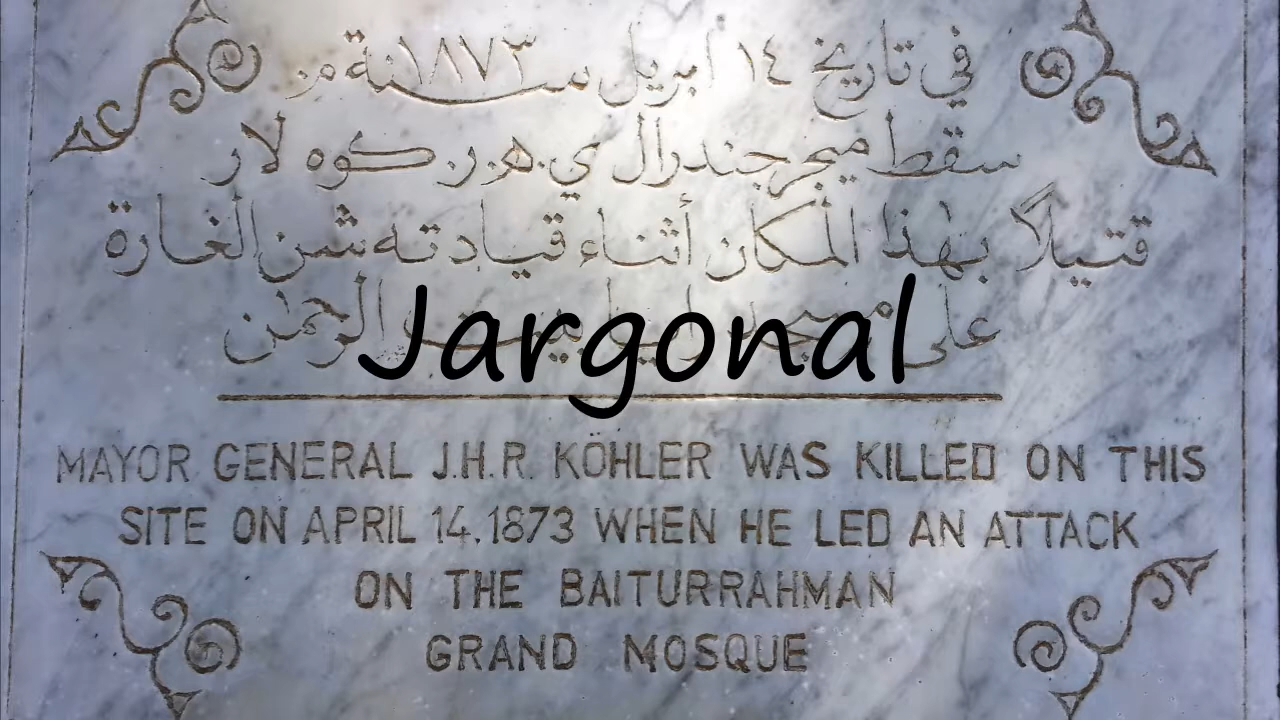 في تاريخ ١٤ ابريل سنة ١٨٧٣ من
سقط ميجر جندرال ي. ه. ر. كوه لار
قتيلاً بهذا المكان أثناء قيادته شن الغارة
على الرحمن
Jargonal
MAYOR GENERAL J.H.R. KÖHLER WAS KILLED ON THIS
SITE ON APRIL 14, 1873 WHEN HE LED AN ATTACK
ON THE BAITURRAHMAN
GRAND MOSQUE